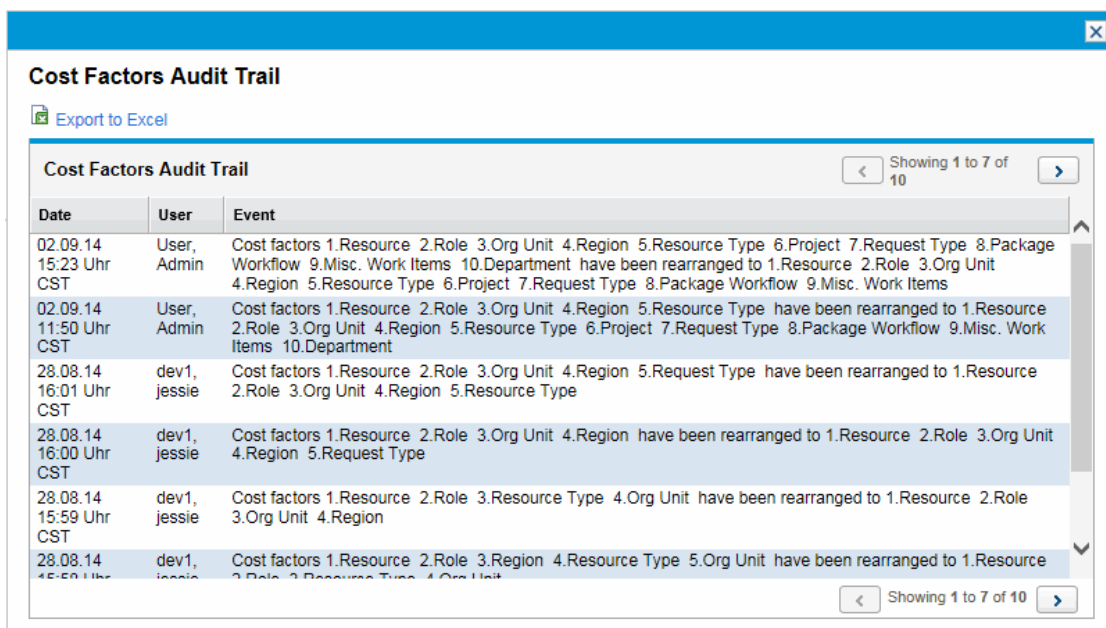 Cost Factors Audit Trail
Export to Excel
Cost Factors Audit Trail
Showing 1 to 7 of
10
Date User Event
02.09.14 User, Cost factors 1.Resource 2.Role 3.Org Unit 4.Region 5.Resource Type 6.Project 7.Request Type 8.Package
15:23 Uhr Admin Workflow 9.Misc. Work Items 10.Department have been rearranged to 1.Resource 2.Role 3.Org Unit
CST 4.Region 5.Resource Type 6.Project 7.Request Type 8.Package Workflow 9.Misc. Work Items
02.09.14 User, Cost factors 1.Resource 2.Role 3.Org Unit 4.Region 5.Resource Type have been rearranged to 1.Resource
11:50 Uhr Admin 2.Role 3.Org Unit 4.Region 5.Resource Type 6.Project 7.Request Type 8.Package Workflow 9.Misc. Work
CST Items 10.Department
28.08.14 dev1, Cost factors 1.Resource 2.Role 3.Org Unit 4.Region 5.Request Type have been rearranged to 1.Resource
16:01 Uhr jessie 2.Role 3.Org Unit 4.Region 5.Resource Type
CST
28.08.14 dev1, Cost factors 1.Resource 2.Role 3.Org Unit 4.Region have been rearranged to 1.Resource 2.Role 3.Org Unit
16:00 Uhr jessie 4.Region 5.Request Type
CST
28.08.14 dev1, Cost factors 1.Resource 2.Role 3.Resource Type 4.Org Unit have been rearranged to 1.Resource 2.Role
15:59 Uhr jessie 3.Org Unit 4.Region
CST
28.08.14 dev1, Cost factors 1.Resource 2.Role 3.Region 4.Resource Type 5.Org Unit have been rearranged to 1.Resource
jessie 2.Role 3.Resource Type 4.Org Unit
Showing 1 to 7 of 10